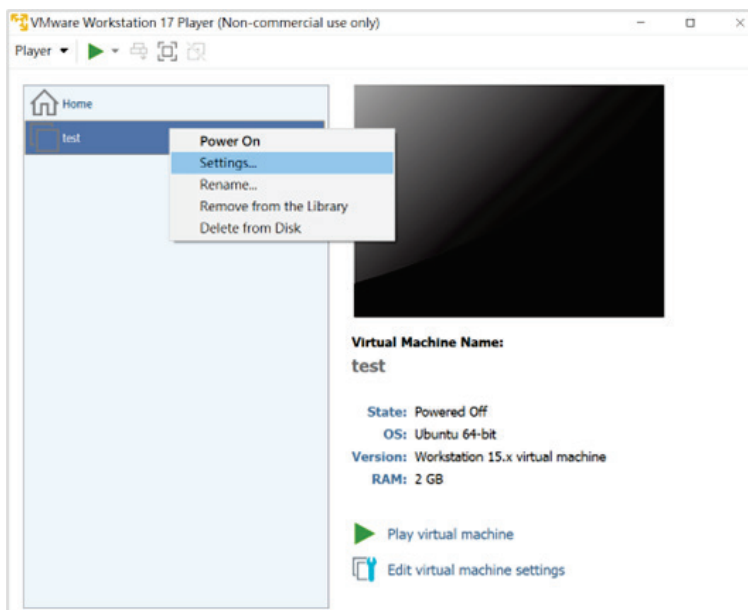 VMware Workstation 17 Player (Non-commercial use only)
Player
Home
test
Power On
Settings...
Rename...
Remove from the Library
Delete from Disk
Virtual Machine Name:
test
State: Powered Off
OS: Ubuntu 64-bit
Version: Workstation 15.x virtual machine
RAM: 2 GB
Play virtual machine
Edit virtual machine settings